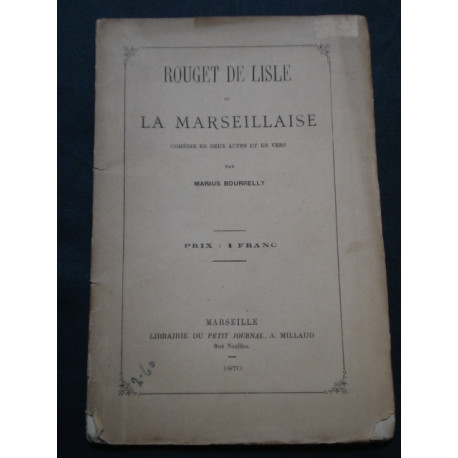 ROUGET DE LISLE
OU
LA MARSEILLAISE
COMÉDIE EN DEUX ACTES ET EN VERS
PAR
MARIUS BOURRELLY
PRIX : 1 FRANC
MARSEILLE
LIBRAIRIE DU PETIT JOURNAL, A. MILLAUD
Rue Noailles.
1870
2.60